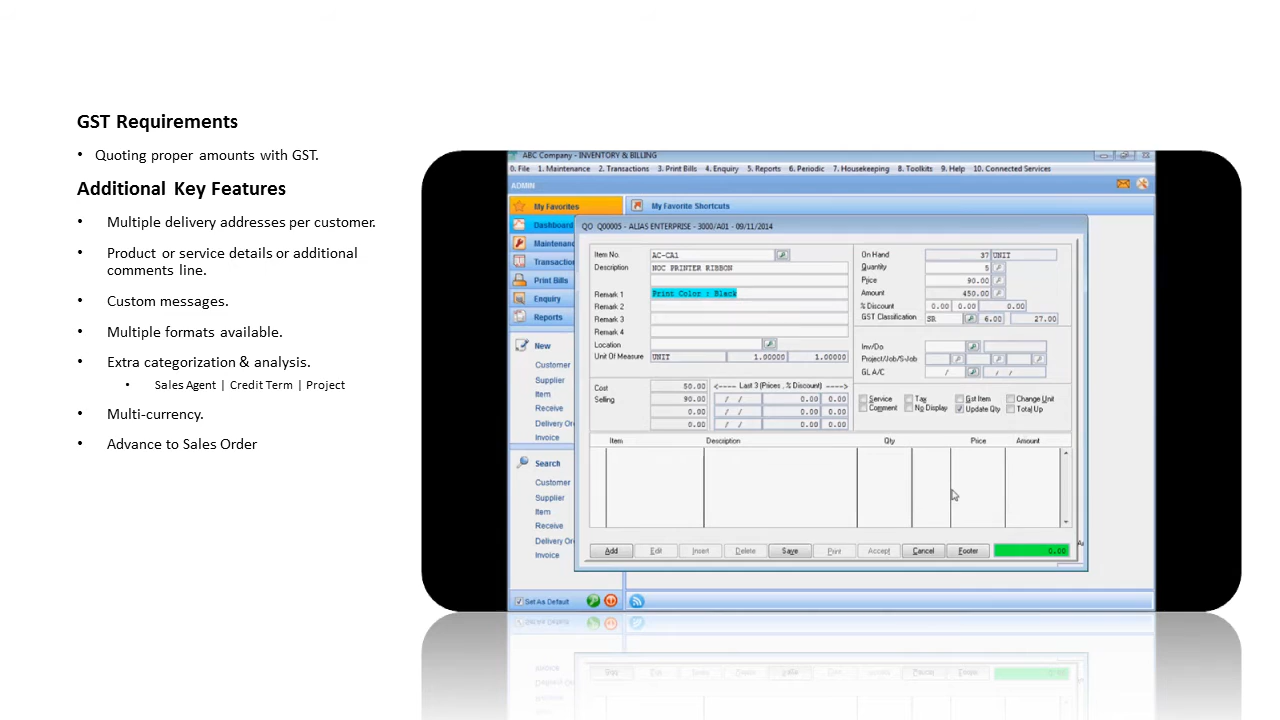 GST Requirements
• Quoting proper amounts with GST.
Additional Key Features
• Multiple delivery addresses per customer.
• Product or service details or additional
comments line.
• Custom messages.
• Multiple formats available.
• Extra categorization & analysis.
• Sales Agent | Credit Term | Project
• Multi-currency.
• Advance to Sales Order
ABC Company - INVENTORY & BILLING
0. File 1. Maintenance 2. Transactions 3. Print Bills 4. Enquiry 5. Reports 6. Periodic 7. Housekeeping 8. Toolkits 9. Help 10. Connected Services
ADMIN
My Favorites
My Favorite Shortcuts
Dashboard
Maintenan
Transactio
Print Bills
Enquiry
Reports
New
Customer
Supplier
Item
Receive
Delivery Or
Invoice
Search
Customer
Supplier
Item
Receive
Delivery Or
Invoice
Set As Default
QO Q00005 - ALIAS ENTERPRISE - 3000/A01 - 09/11/2014
Item No. AC-CA1
Description NOC PRINTER RIBBON
Remark 1 Print Color : Black
Remark 2
Remark 3
Remark 4
Location
Unit Of Measure UNIT 1.00000 1.00000
On Hand 37 UNIT
Quantity 5
Price 90.00
Amount 450.00
% Discount 0.00 0.00 0.00
GST Classification SR 6.00 27.00
Inv/Do
Project/Job/S-Job
GL A/C / / /
Cost 50.00 <---- Last 3 (Prices , % Discount) ---->
Selling 90.00 / / 0.00 0.00
0.00 / / 0.00 0.00
0.00 / / 0.00 0.00
Service Tax Gst Item Change Unit
Comment No Display Update Qty Total Up
Item Description Qty Price Amount
Add Edit Insert Delete Save Print Accept Cancel Footer 0.00